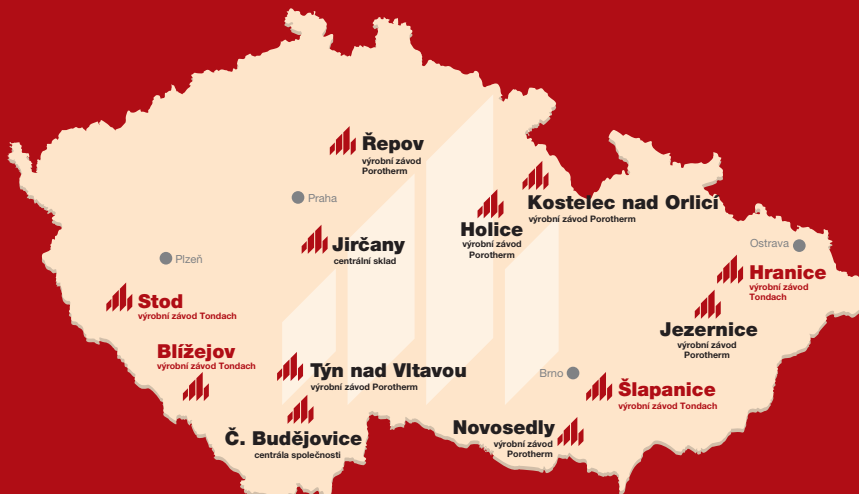 Řepov
výrobní závod
Porotherm
Praha
Kostelec nad Orlicí
výrobní závod Porotherm
Holice
výrobní závod
Porotherm
Jirčany
centrální sklad
Ostrava
Plzeň
Hranice
výrobní závod
Tondach
Stod
výrobní závod Tondach
Jezernice
výrobní závod
Porotherm
Blížejov
výrobní závod Tondach
Týn nad Vltavou
výrobní závod Porotherm
Brno
Šlapanice
výrobní závod Tondach
Novosedly
výrobní závod
Porotherm
Č. Budějovice
centrála společnosti